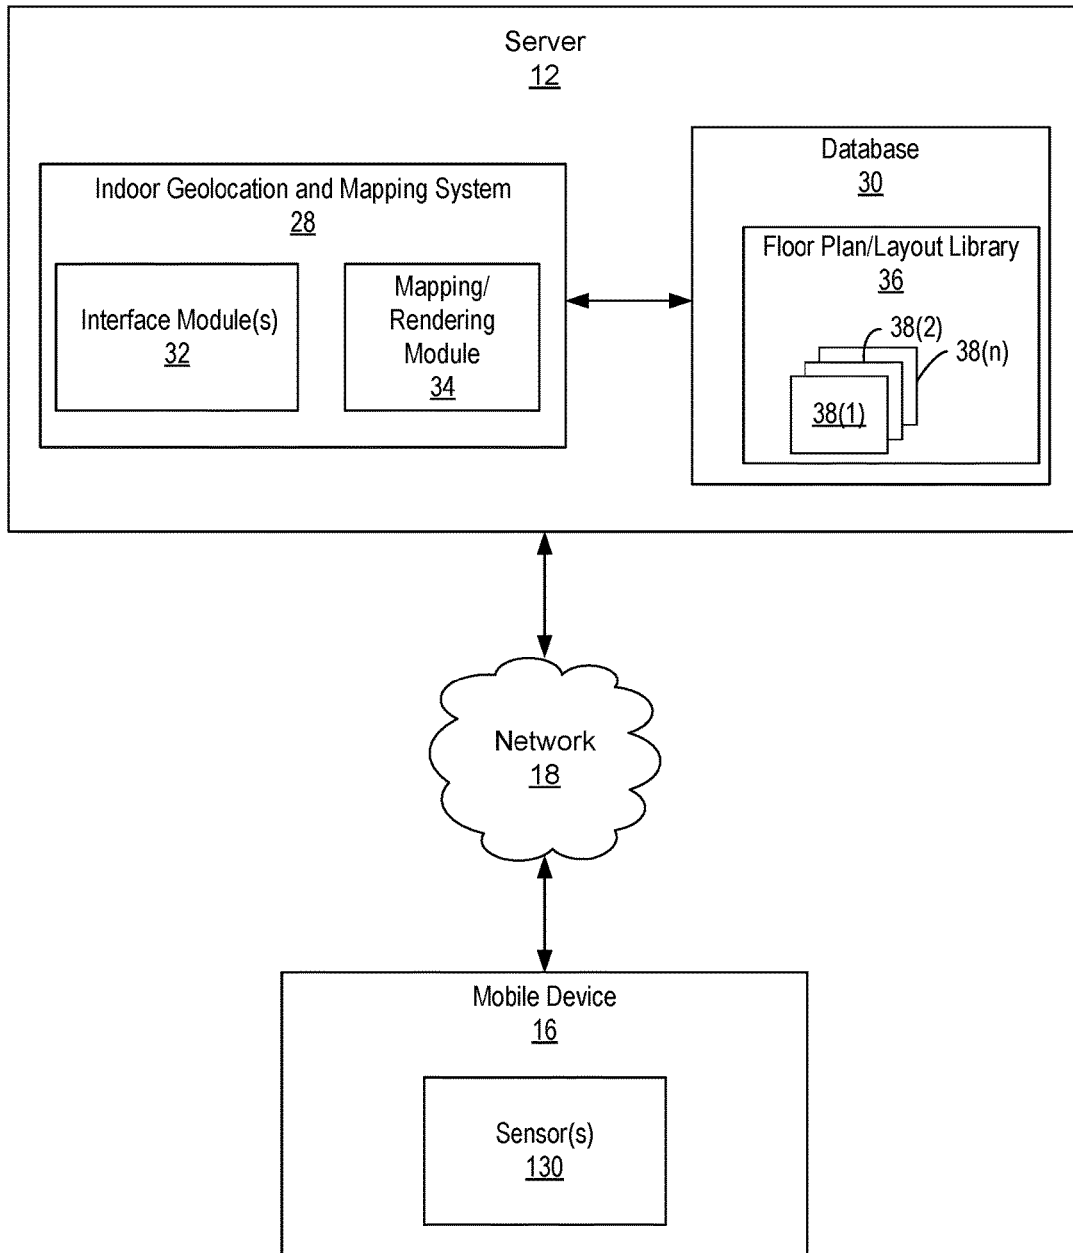 Server
12
Indoor Geolocation and Mapping System
28
Interface Module(s)
32
Mapping/
Rendering
Module
34
Database
30
Floor Plan/Layout Library
36
38(2)
38(n)
38(1)
Network
18
Mobile Device
16
Sensor(s)
130